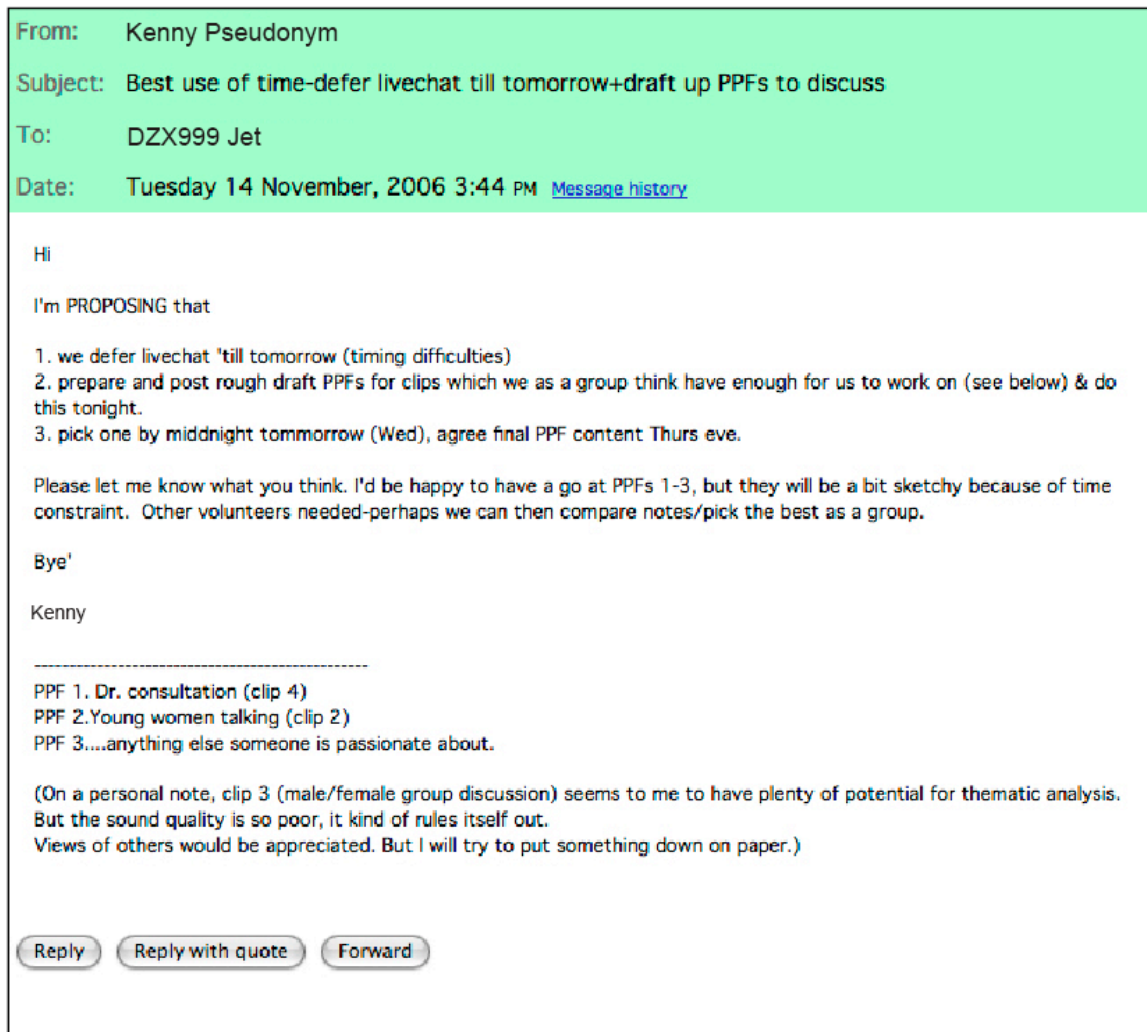 From: Kenny Pseudonym
Subject: Best use of time-defer livechat till tomorrow+draft up PPFs to discuss
To: DZX999 Jet
Date: Tuesday 14 November, 2006 3:44 PM Message history
Hi
I'm PROPOSING that
1. we defer livechat 'till tomorrow (timing difficulties)
2. prepare and post rough draft PPFs for clips which we as a group think have enough for us to work on (see below) & do
this tonight.
3. pick one by middnight tommorrow (Wed), agree final PPF content Thurs eve.
Please let me know what you think. I'd be happy to have a go at PPFs 1-3, but they will be a bit sketchy because of time
constraint. Other volunteers needed-perhaps we can then compare notes/pick the best as a group.
Bye'
Kenny
------------------------------------------------
PPF 1. Dr. consultation (clip 4)
PPF 2.Young women talking (clip 2)
PPF 3....anything else someone is passionate about.
(On a personal note, clip 3 (male/female group discussion) seems to me to have plenty of potential for thematic analysis.
But the sound quality is so poor, it kind of rules itself out.
Views of others would be appreciated. But I will try to put something down on paper.)
Reply Reply with quote Forward